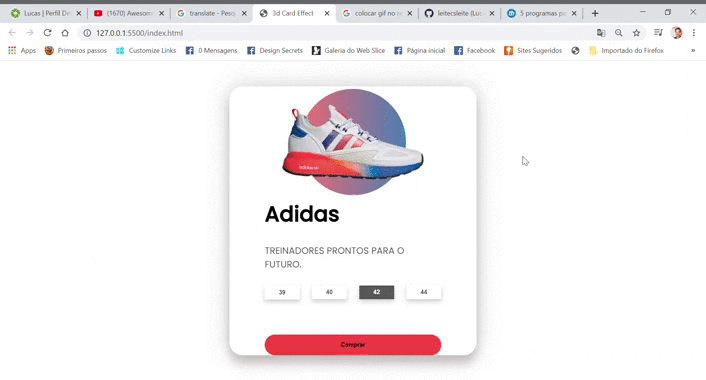 Lucas | Perfil De
(1670) Awesom
translate - Pesq
3d Card Effect
colocar gif no re
leitecsleite (Luc
5 programas pa
127.0.0.1:5500/index.html
Apps
Primeiros passos
Customize Links
0 Mensagens
Design Secrets
Galeria do Web Slice
Página inicial
Facebook
Sites Sugeridos
Importado do Firefox
»
Adidas
TREINADORES PRONTOS PARA O
FUTURO.
39 40 42 44
Comprar